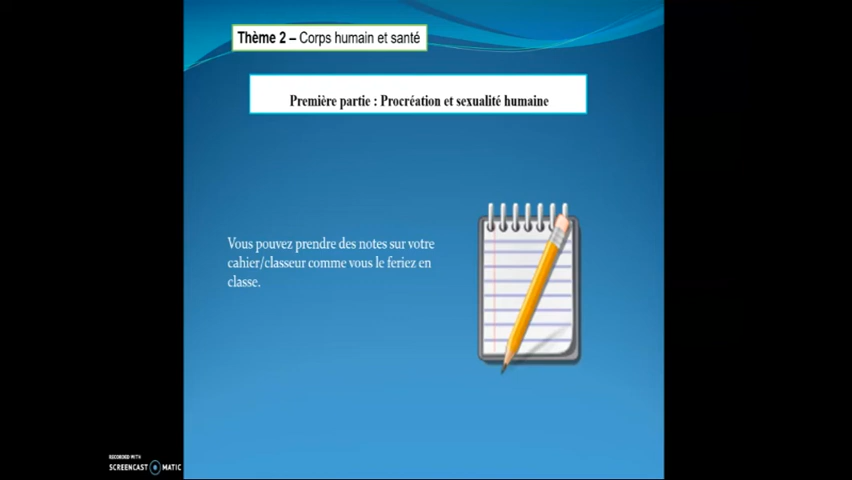 Thème 2 – Corps humain et santé
Première partie : Procréation et sexualité humaine
Vous pouvez prendre des notes sur votre
cahier/classeur comme vous le feriez en
classe.
RECORDED WITH
SCREENCAST MATIC